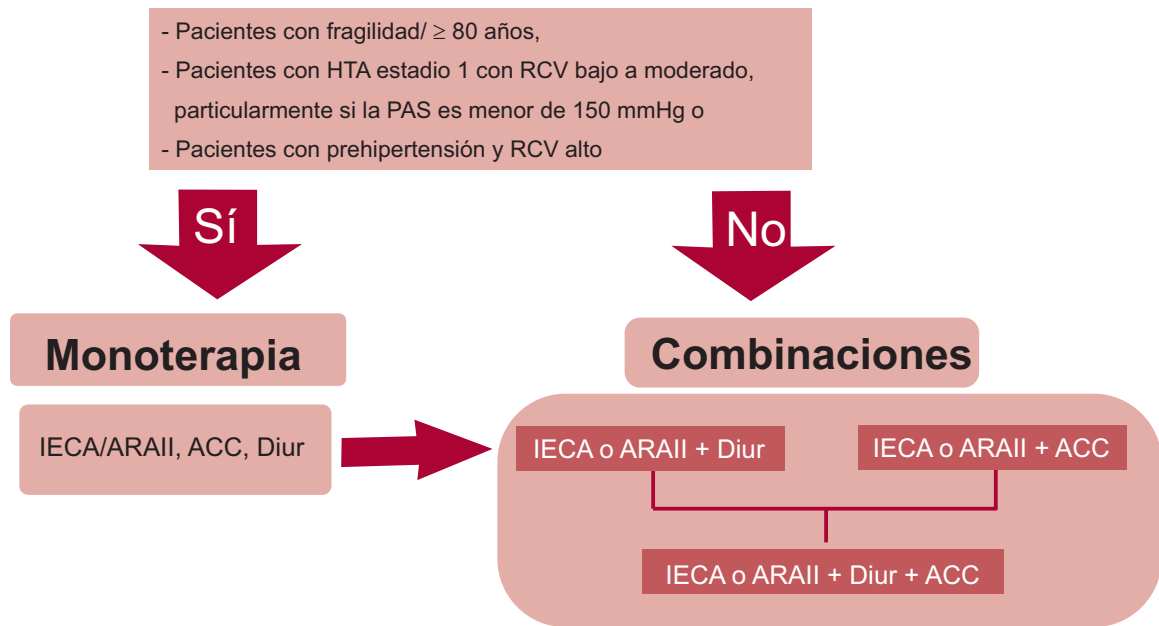 - Pacientes con fragilidad/ ≥ 80 años,
- Pacientes con HTA estadio 1 con RCV bajo a moderado,
particularmente si la PAS es menor de 150 mmHg o
- Pacientes con prehipertensión y RCV alto
Sí
No
Monoterapia
Combinaciones
IECA/ARAII, ACC, Diur
IECA o ARAII + Diur
IECA o ARAII + ACC
IECA o ARAII + Diur + ACC